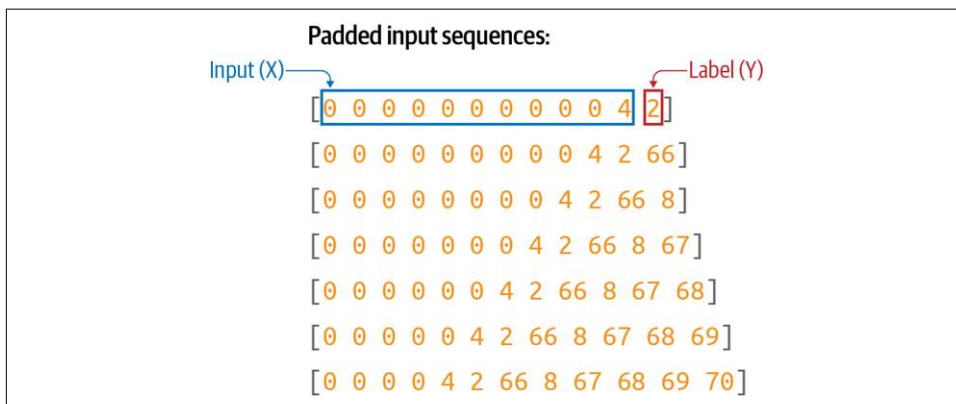 Padded input sequences:
Input (X) Label (Y)
[0 0 0 0 0 0 0 0 0 0 4 2]
[0 0 0 0 0 0 0 0 0 4 2 66]
[0 0 0 0 0 0 0 0 4 2 66 8]
[0 0 0 0 0 0 0 4 2 66 8 67]
[0 0 0 0 0 0 4 2 66 8 67 68]
[0 0 0 0 0 4 2 66 8 67 68 69]
[0 0 0 0 4 2 66 8 67 68 69 70]